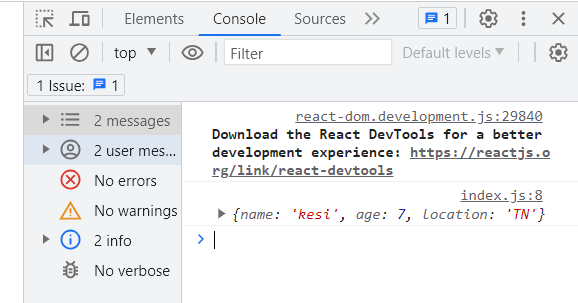 Elements Console Sources 1
top Filter Default levels
1 Issue: 1
2 messages
2 user mes...
No errors
No warnings
2 info
No verbose
react-dom.development.js:29840
Download the React DevTools for a better
development experience: https://reactjs.o
rg/link/react-devtools
index.js:8
{name: 'kesi', age: 7, location: 'TN'}